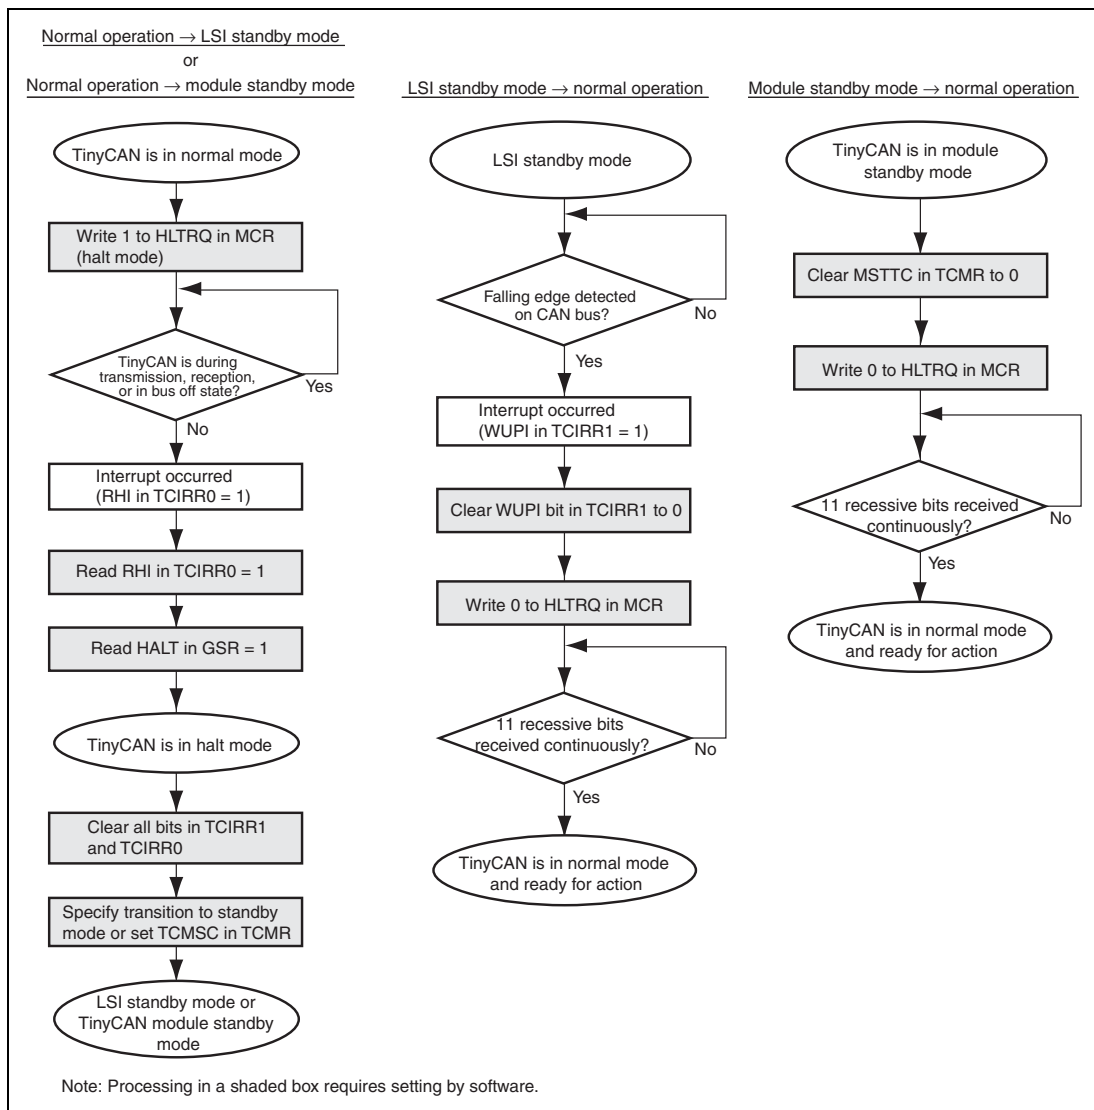 Normal operation → LSI standby mode
or
Normal operation → module standby mode
TinyCAN is in normal mode
Write 1 to HLTRQ in MCR
(halt mode)
TinyCAN is during
transmission, reception,
or in bus off state?
Yes
No
Interrupt occurred
(RHI in TCIRR0 = 1)
Read RHI in TCIRR0 = 1
Read HALT in GSR = 1
TinyCAN is in halt mode
Clear all bits in TCIRR1
and TCIRR0
Specify transition to standby
mode or set TCMSC in TCMR
LSI standby mode or
TinyCAN module standby
mode
LSI standby mode → normal operation
LSI standby mode
Falling edge detected
on CAN bus?
No
Yes
Interrupt occurred
(WUPI in TCIRR1 = 1)
Clear WUPI bit in TCIRR1 to 0
Write 0 to HLTRQ in MCR
11 recessive bits
received continuously?
No
Yes
TinyCAN is in normal mode
and ready for action
Module standby mode → normal operation
TinyCAN is in module
standby mode
Clear MSTTC in TCMR to 0
Write 0 to HLTRQ in MCR
11 recessive bits received
continuously?
No
Yes
TinyCAN is in normal mode
and ready for action
Note: Processing in a shaded box requires setting by software.